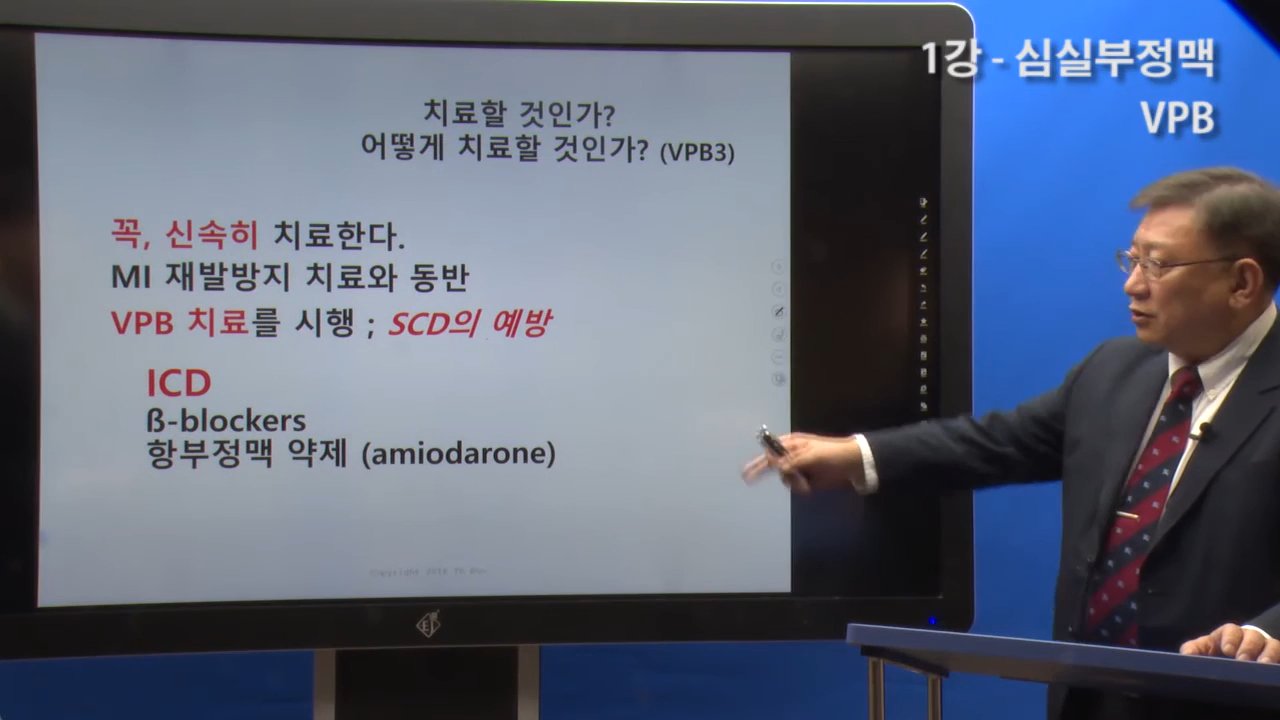 1강 - 심실부정맥
VPB
치료할 것인가?
어떻게 치료할 것인가? (VPB3)
꼭, 신속히 치료한다.
MI 재발방지 치료와 동반
VPB 치료를 시행 ; SCD의 예방
ICD
ß-blockers
항부정맥 약제 (amiodarone)
Copyright